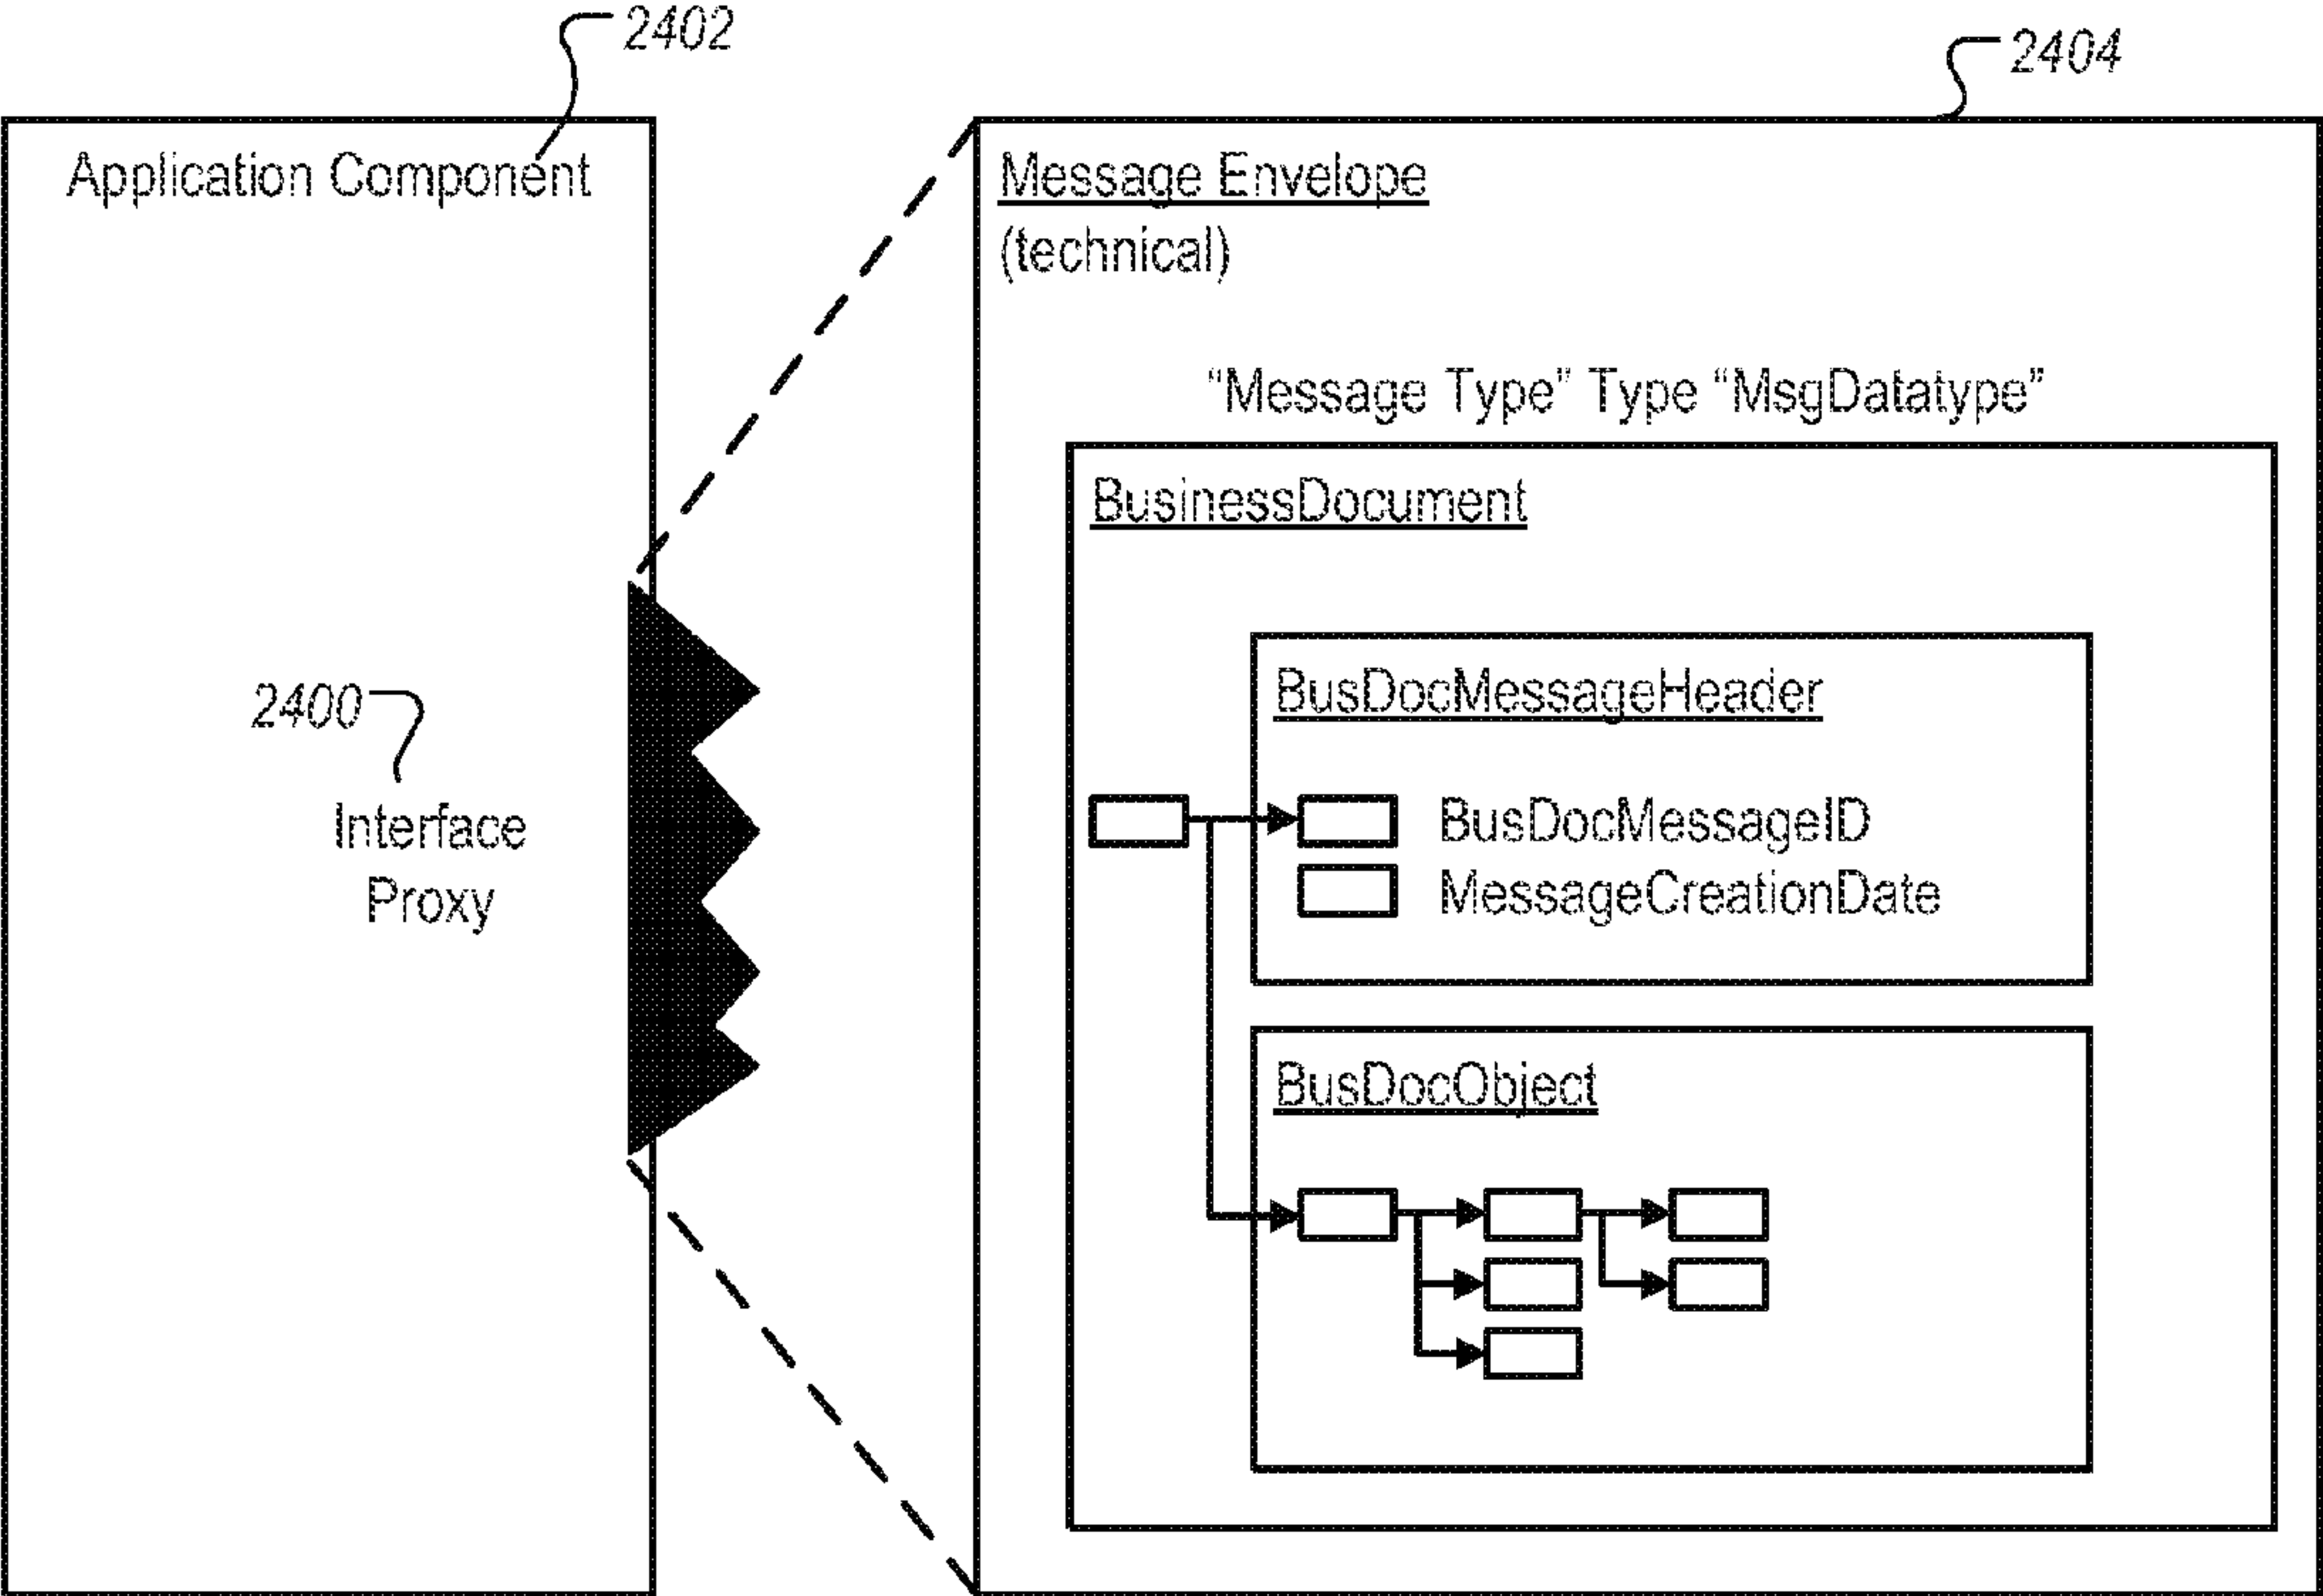 2402
2404
Application Component
Message Envelope
(technical)
“Message Type” Type “MsgDatatype”
BusinessDocument
BusDocMessageHeader
2400
Interface
Proxy
BusDocMessageID
MessageCreationDate
BusDocObject